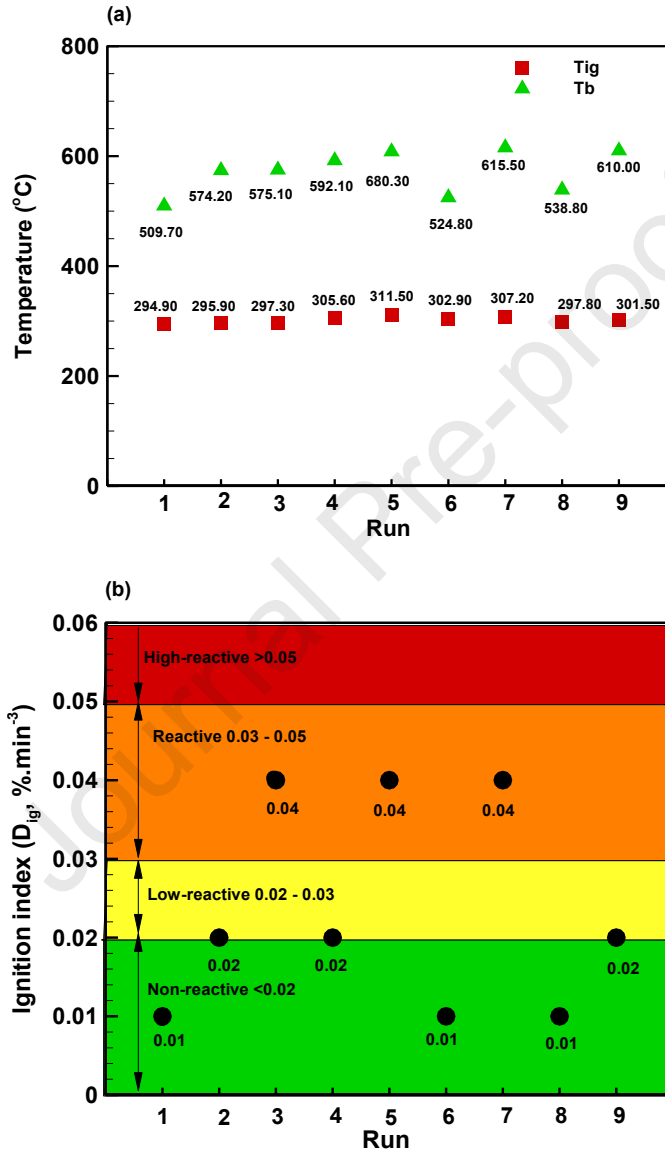 (a)
800
600
400
200
0
Temperature (°C)
Tig
Tb
509.70
574.20
575.10
592.10
680.30
524.80
615.50
538.80
610.00
294.90
295.90
297.30
305.60
311.50
302.90
307.20
297.80
301.50
1 2 3 4 5 6 7 8 9
Run
(b)
0.06
0.05
0.04
0.03
0.02
0.01
0
Ignition index (D_ig, %.min⁻³)
High-reactive >0.05
Reactive 0.03 - 0.05
0.04
0.04
0.04
Low-reactive 0.02 - 0.03
0.02
0.02
0.02
Non-reactive <0.02
0.01
0.01
0.01
1 2 3 4 5 6 7 8 9
Run
Journal Pre-proo